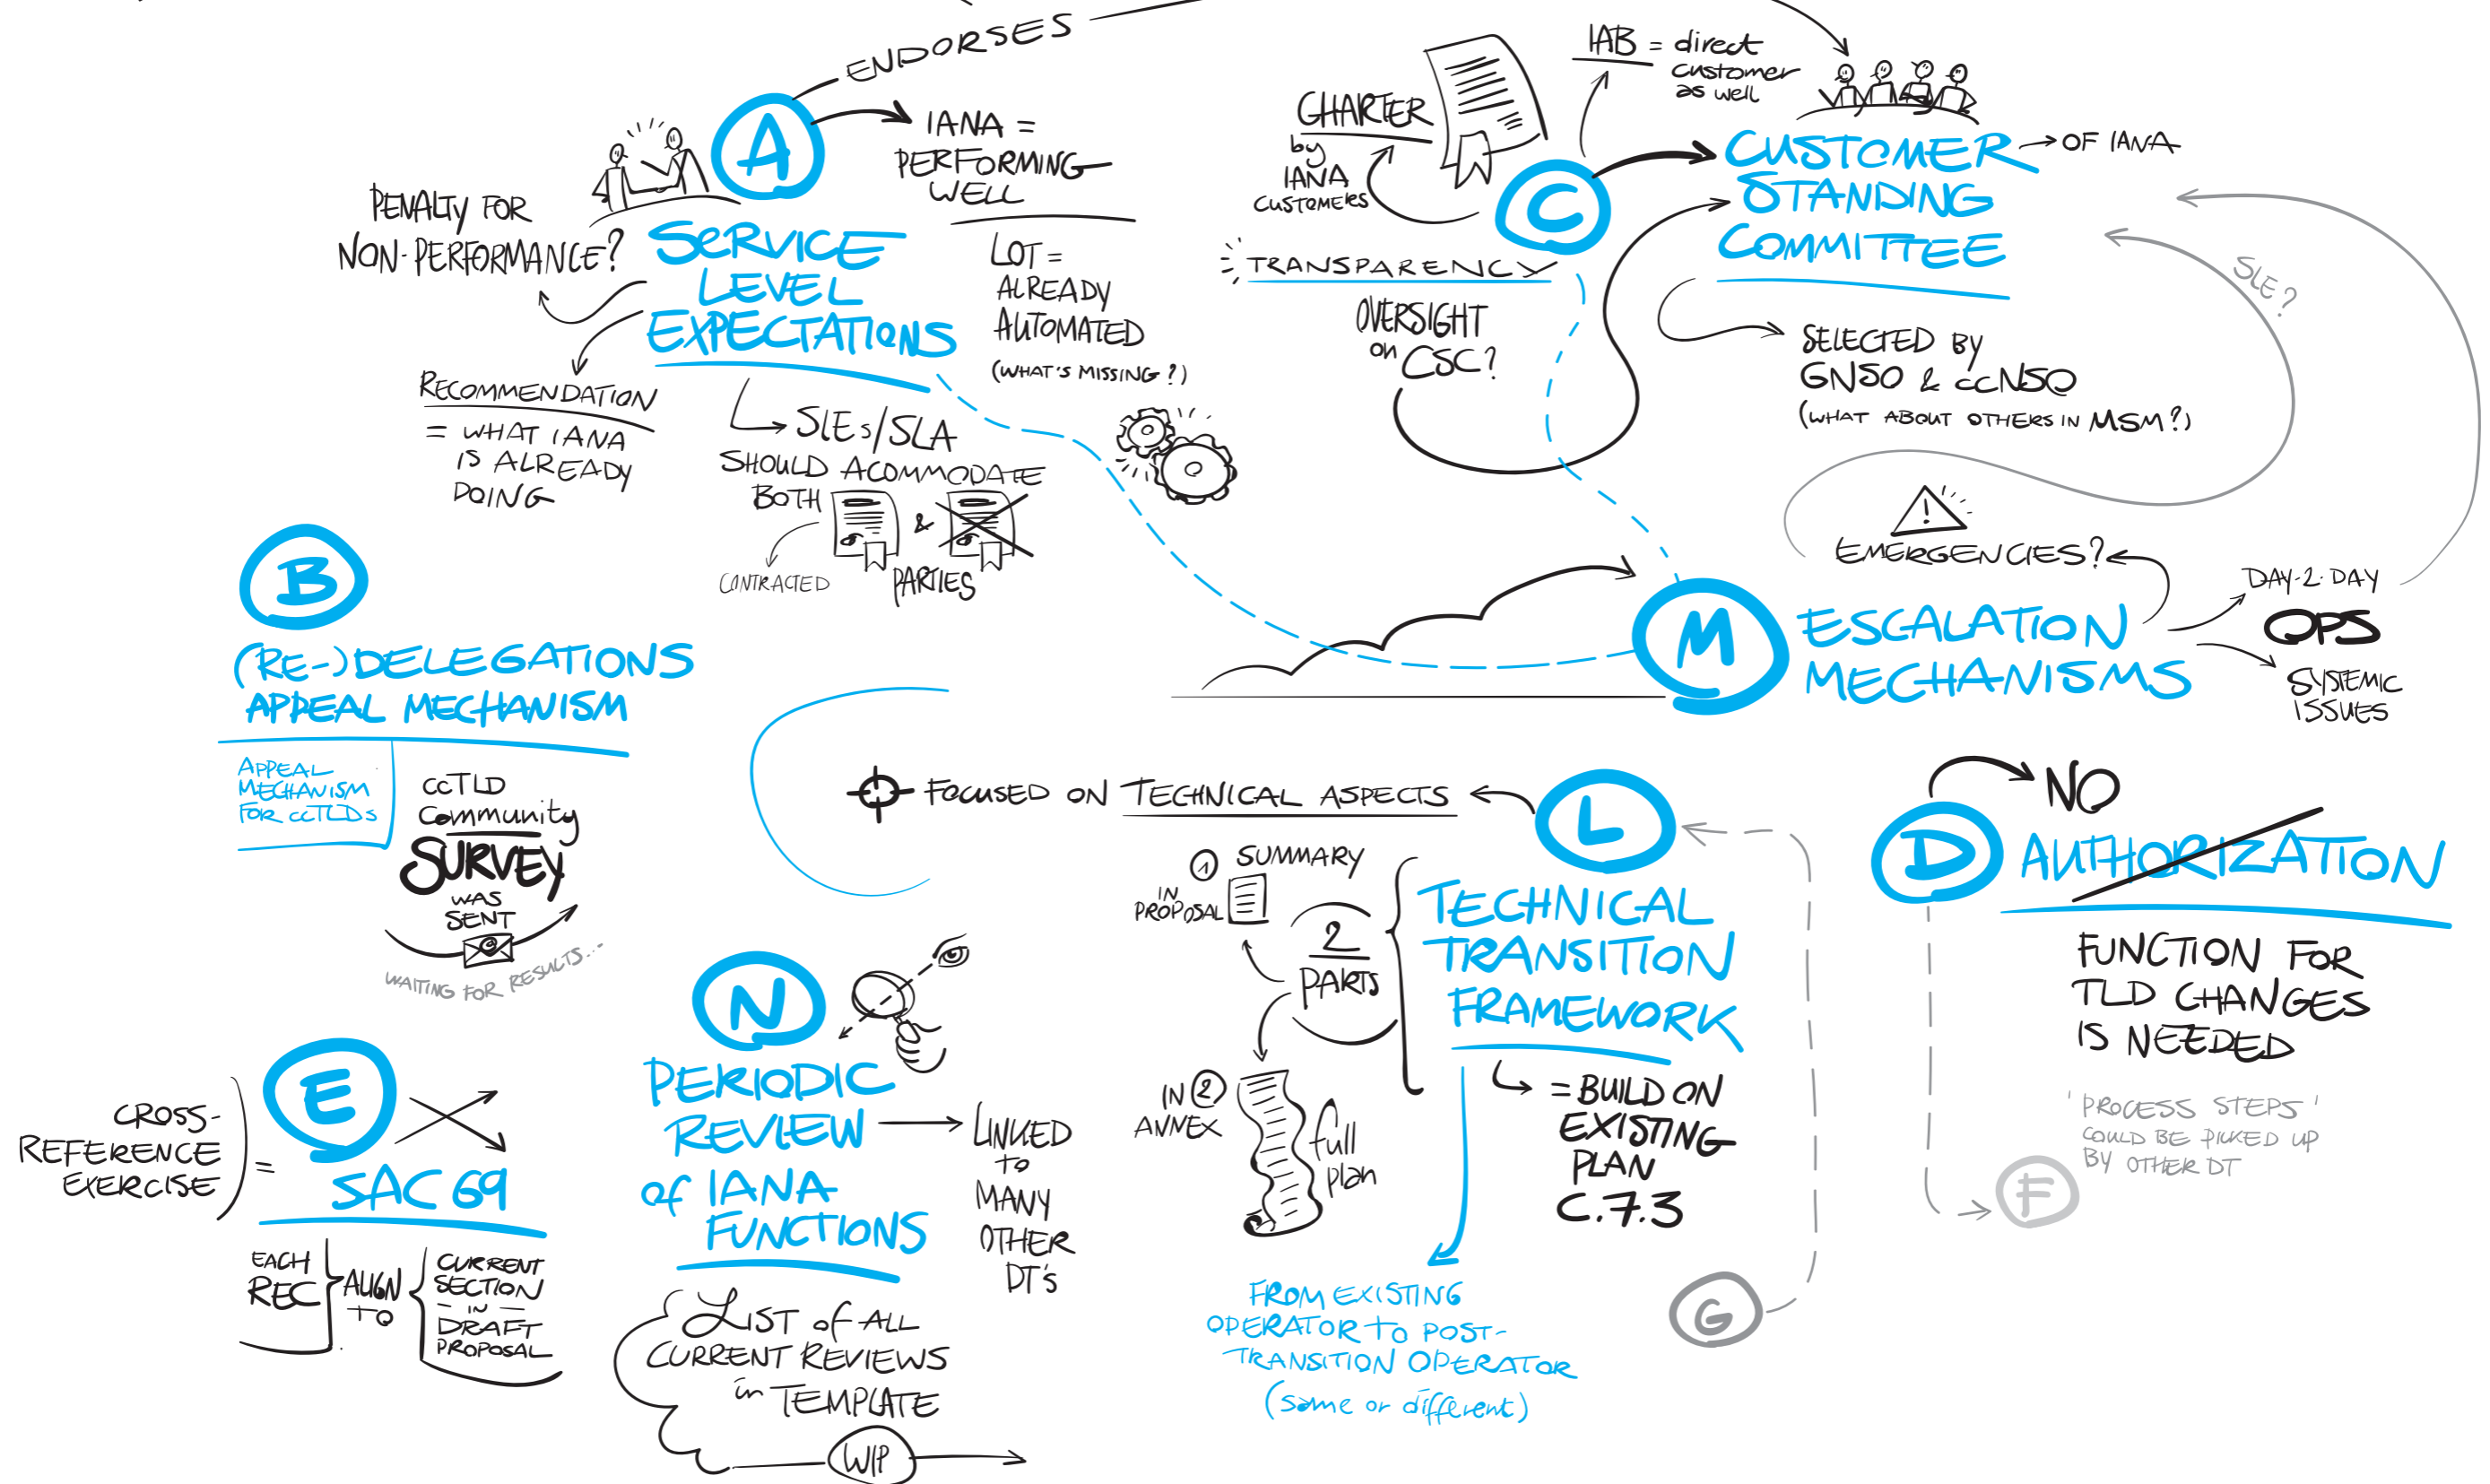 ENDORSES
A
IANA =
PERFORMING
WELL
LOT =
ALREADY
AUTOMATED
(WHAT'S MISSING?)
PENALTY FOR
NON-PERFORMANCE?
SERVICE
LEVEL
EXPECTATIONS
RECOMMENDATION
= WHAT IANA
IS ALREADY
DOING
SLEs/SLA
SHOULD ACOMMODATE
BOTH
&
CONTRACTED
PARTIES
CHARTER
by
IANA
CUSTOMERS
IAB = direct
customer
as well
C
CUSTOMER
STANDING
COMMITTEE
OF IANA
TRANSPARENCY
OVERSIGHT
on CSC?
SELECTED BY
GNSO & ccNSO
(WHAT ABOUT OTHERS IN MSM?)
SLE?
!
EMERGENCIES?
M
ESCALATION
MECHANISMS
DAY-2-DAY
OPS
SYSTEMIC
ISSUES
B
(RE-)DELEGATIONS
APPEAL MECHANISM
APPEAL
MECHANISM
FOR ccTLDs
ccTLD
Community
SURVEY
WAS
SENT
@
WAITING FOR RESULTS...
FOCUSED ON TECHNICAL ASPECTS
L
TECHNICAL
TRANSITION
FRAMEWORK
2
PARTS
1 SUMMARY
IN
PROPOSAL
IN 2
ANNEX
full
plan
= BUILD ON
EXISTING
PLAN
C.7.3
FROM EXISTING
OPERATOR TO POST-
TRANSITION OPERATOR
(same or different)
G
D
NO
AUTHORIZATION
FUNCTION FOR
TLD CHANGES
IS NEEDED
'PROCESS STEPS'
COULD BE PICKED UP
BY OTHER DT
F
E
CROSS-
REFERENCE
EXERCISE
=
SAC 69
EACH
REC
ALIGN
TO
CURRENT
SECTION
- IN -
DRAFT
PROPOSAL
N
PERIODIC
REVIEW
of IANA
FUNCTIONS
LINKED
to
MANY
OTHER
DT's
LIST of ALL
CURRENT REVIEWS
in TEMPLATE
WIP